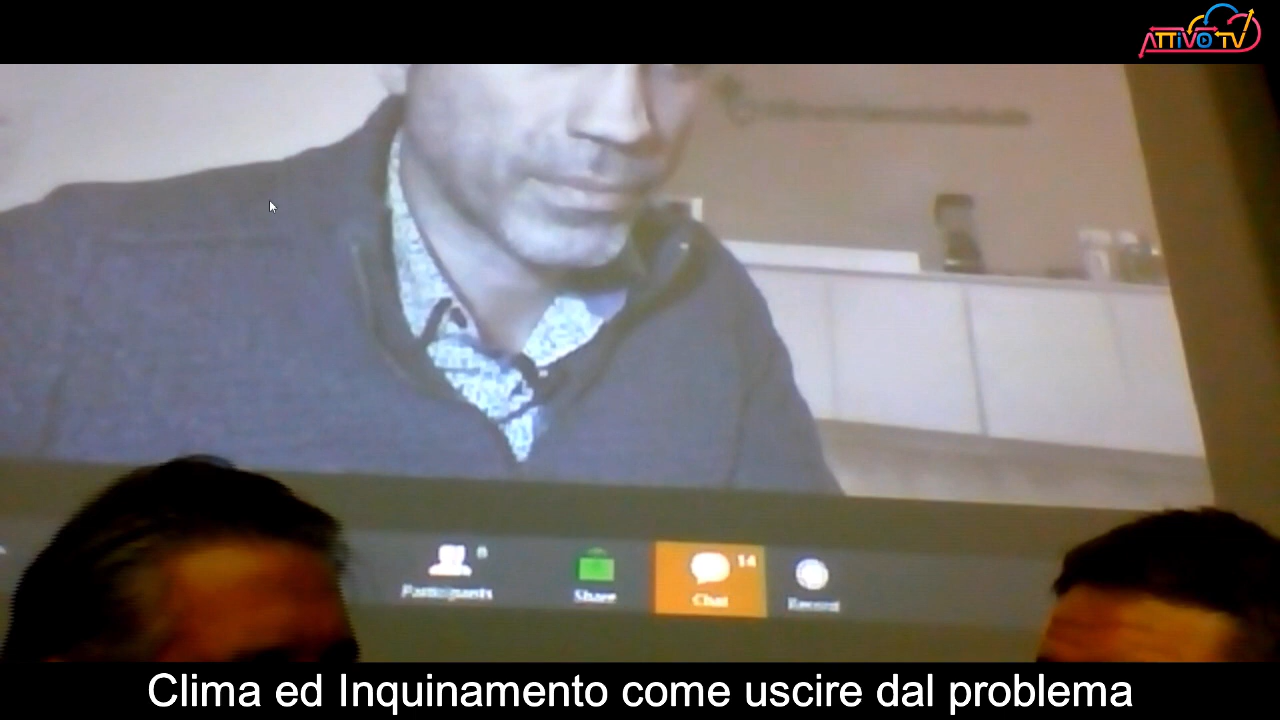 ATTIVO TV
Participants
Share
14
Chat
Record
Clima ed Inquinamento come uscire dal problema